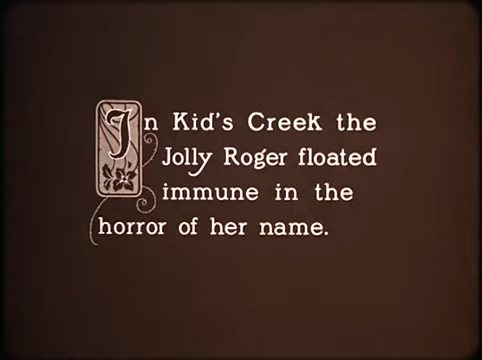 In Kid's Creek the
Jolly Roger floated
immune in the
horror of her name.